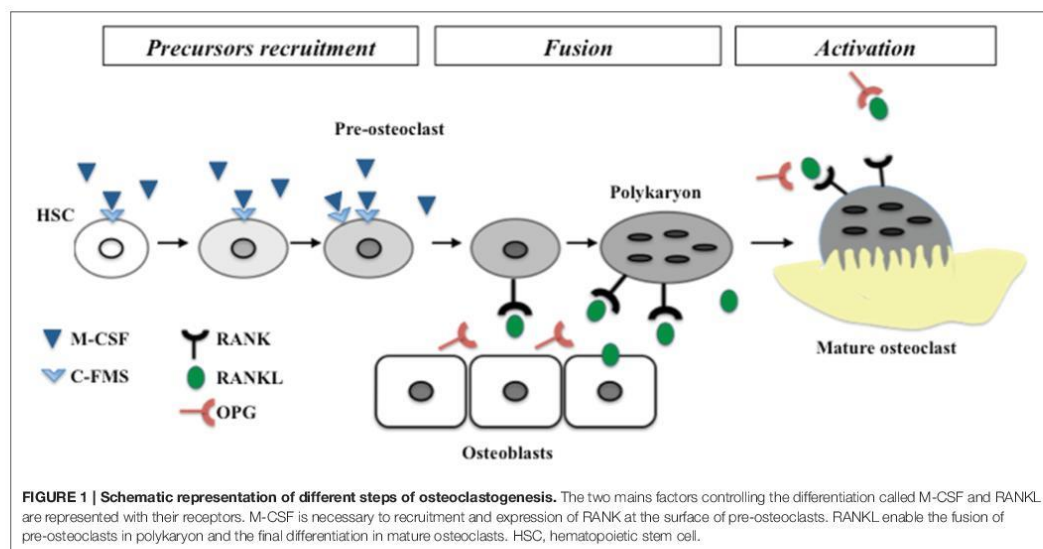 Precursors recruitment
Fusion
Activation
Pre-osteoclast
HSC
Polykaryon
M-CSF
RANK
C-FMS
RANKL
OPG
Mature osteoclast
Osteoblasts
FIGURE 1 | Schematic representation of different steps of osteoclastogenesis. The two mains factors controlling the differentiation called M-CSF and RANKL
are represented with their receptors. M-CSF is necessary to recruitment and expression of RANK at the surface of pre-osteoclasts. RANKL enable the fusion of
pre-osteoclasts in polykaryon and the final differentiation in mature osteoclasts. HSC, hematopoietic stem cell.